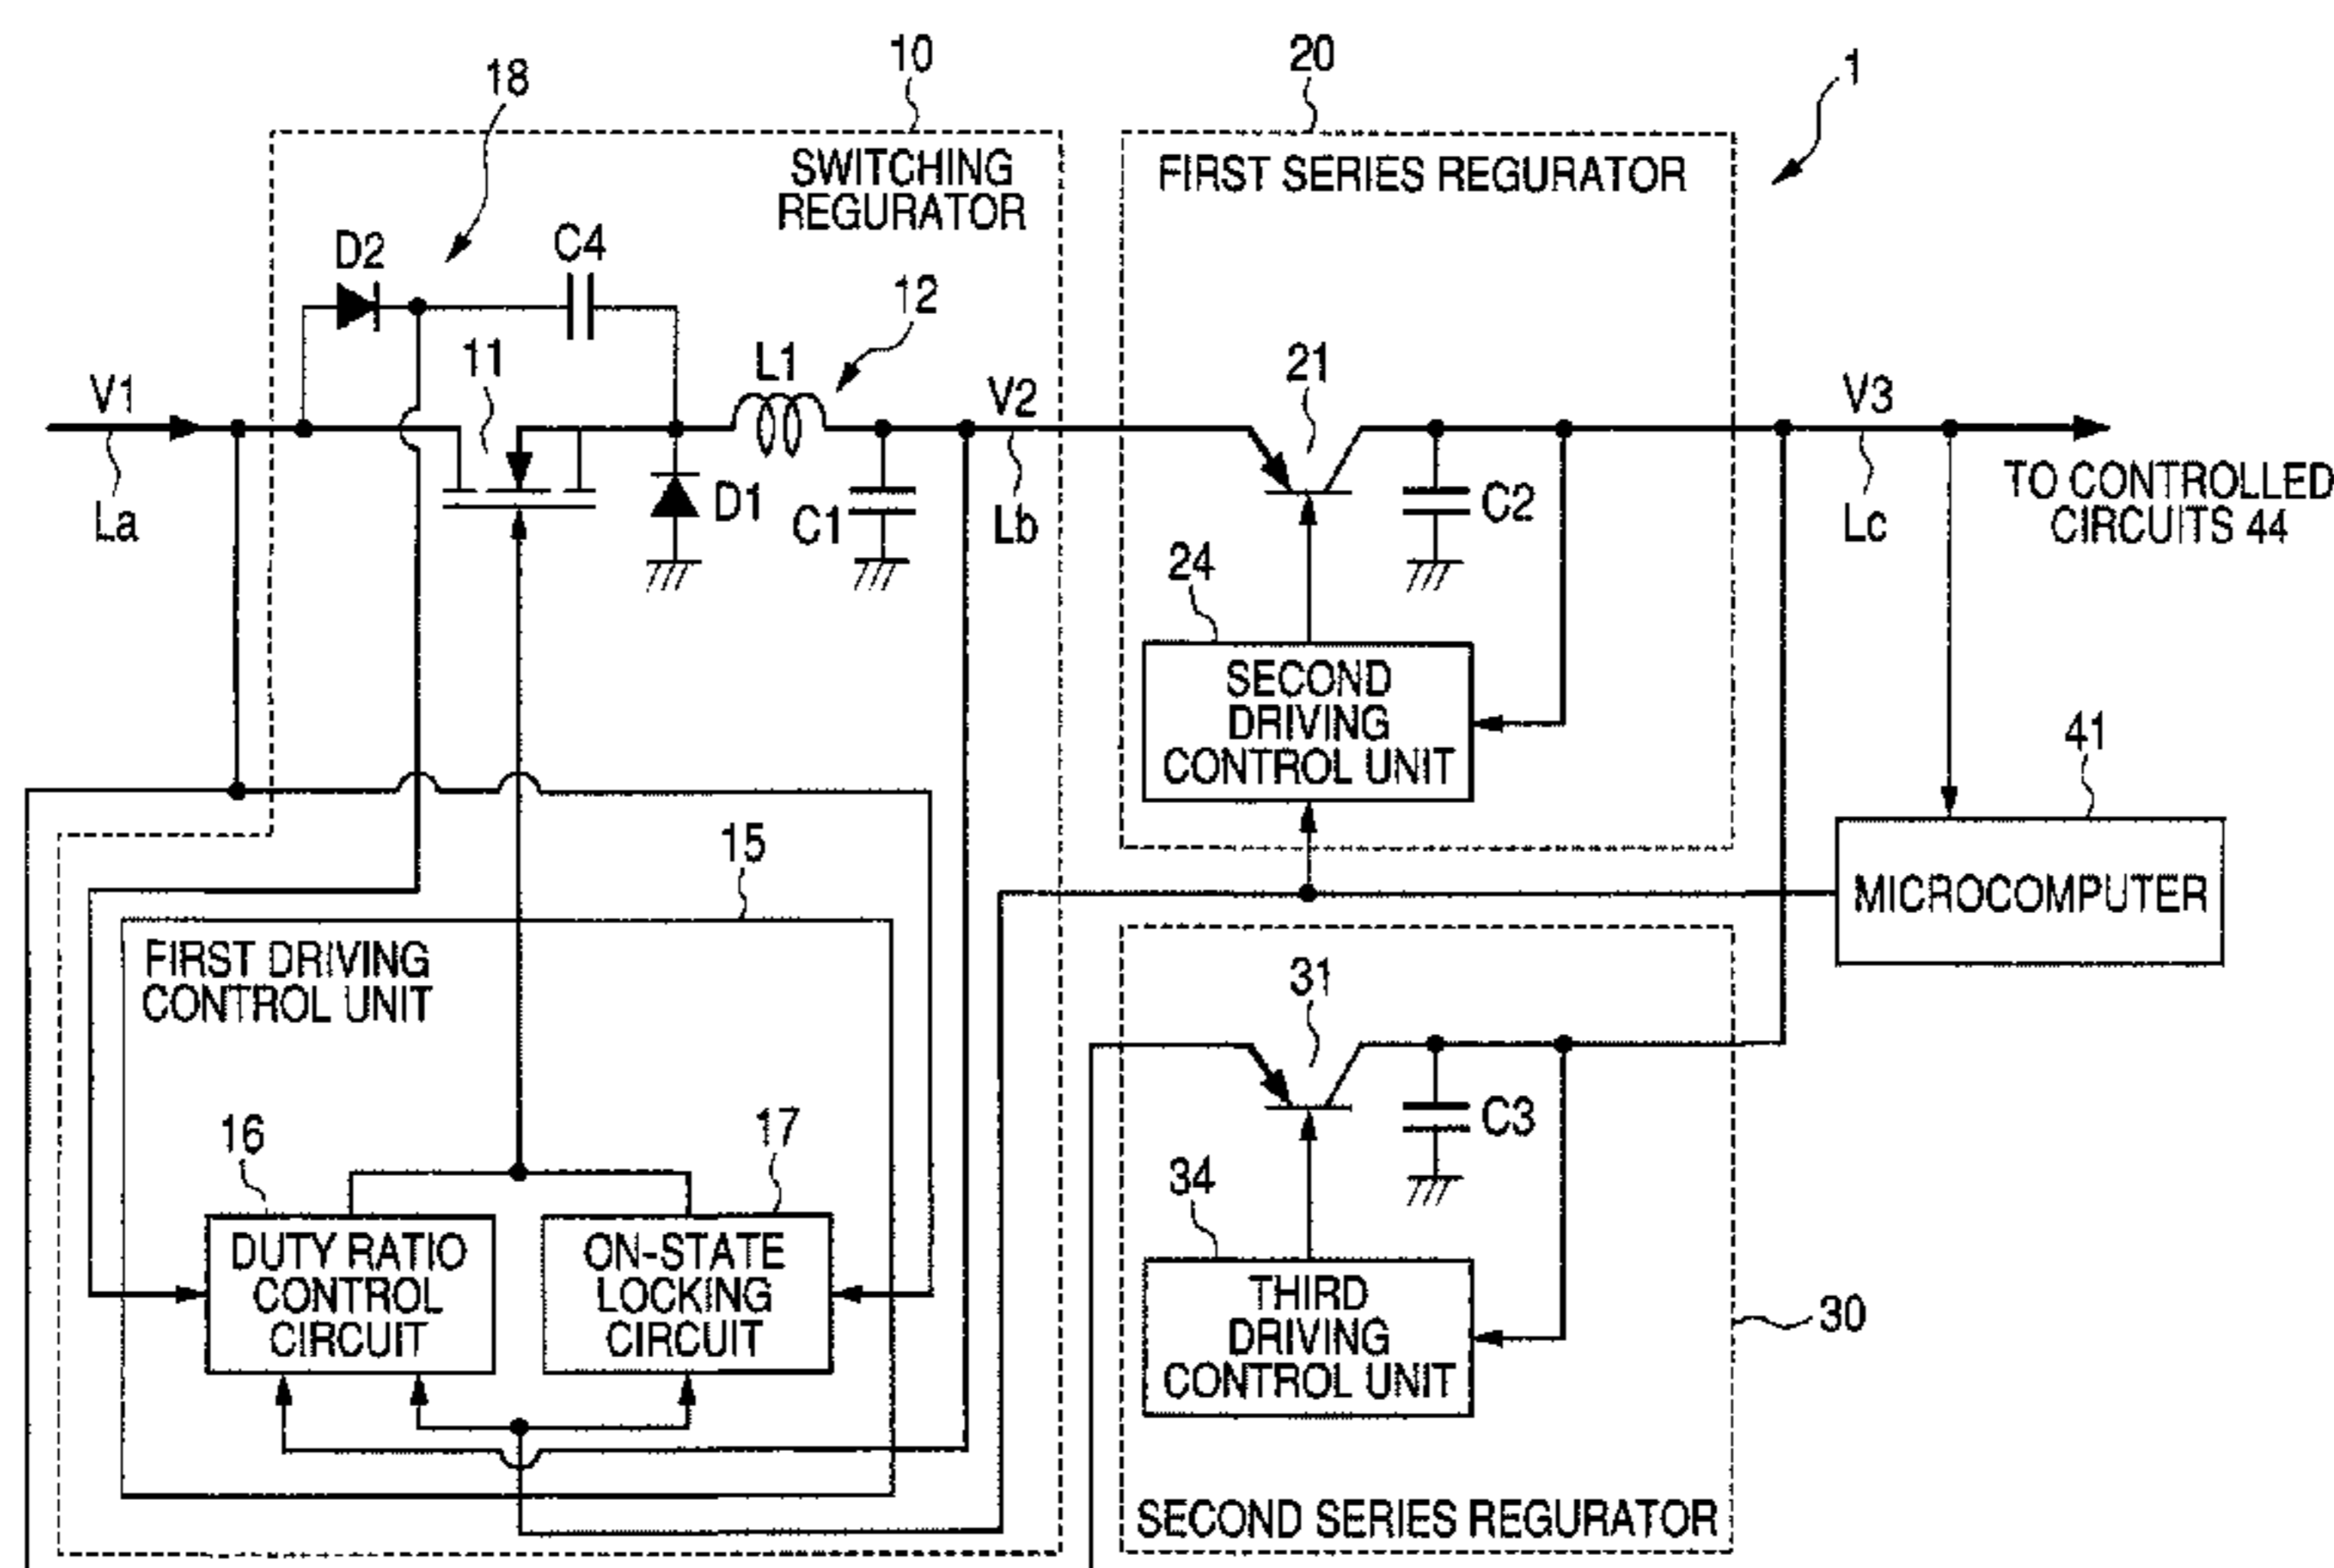 10
20
1
18
SWITCHING
REGURATOR
FIRST SERIES REGURATOR
D2
C4
12
11
L1
21
V1
V2
V3
La
D1
C1
Lb
C2
Lc
TO CONTROLLED
CIRCUITS 44
24
SECOND
DRIVING
CONTROL UNIT
41
15
MICROCOMPUTER
FIRST DRIVING
CONTROL UNIT
31
16
17
C3
34
DUTY RATIO
CONTROL
CIRCUIT
ON-STATE
LOCKING
CIRCUIT
THIRD
DRIVING
CONTROL UNIT
30
SECOND SERIES REGURATOR